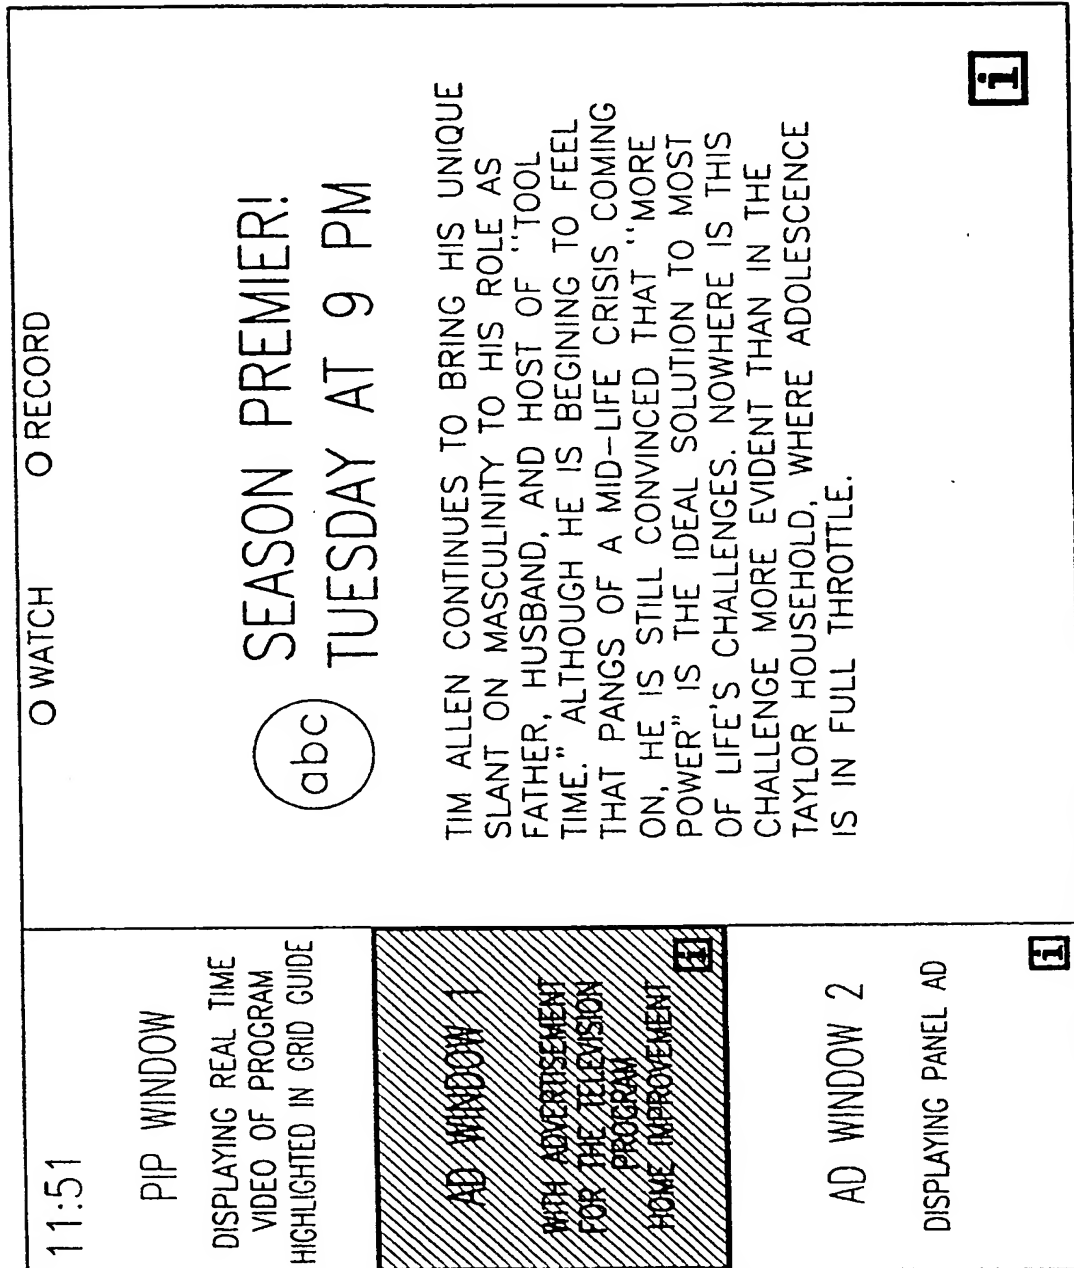 11:51
PIP WINDOW
DISPLAYING REAL TIME
VIDEO OF PROGRAM
HIGHLIGHTED IN GRID GUIDE
AD WINDOW 1
WITH ADVERTISEMENT
FOR THE TELEVISION
PROGRAM
HOME IMPROVEMENT
i
AD WINDOW 2
DISPLAYING PANEL AD
i
O WATCH O RECORD
abc
SEASON PREMIER!
TUESDAY AT 9 PM
TIM ALLEN CONTINUES TO BRING HIS UNIQUE
SLANT ON MASCULINITY TO HIS ROLE AS
FATHER, HUSBAND, AND HOST OF "TOOL
TIME." ALTHOUGH HE IS BEGINING TO FEEL
THAT PANGS OF A MID-LIFE CRISIS COMING
ON, HE IS STILL CONVINCED THAT "MORE
POWER" IS THE IDEAL SOLUTION TO MOST
OF LIFE'S CHALLENGES. NOWHERE IS THIS
CHALLENGE MORE EVIDENT THAN IN THE
TAYLOR HOUSEHOLD, WHERE ADOLESCENCE
IS IN FULL THROTTLE.
i